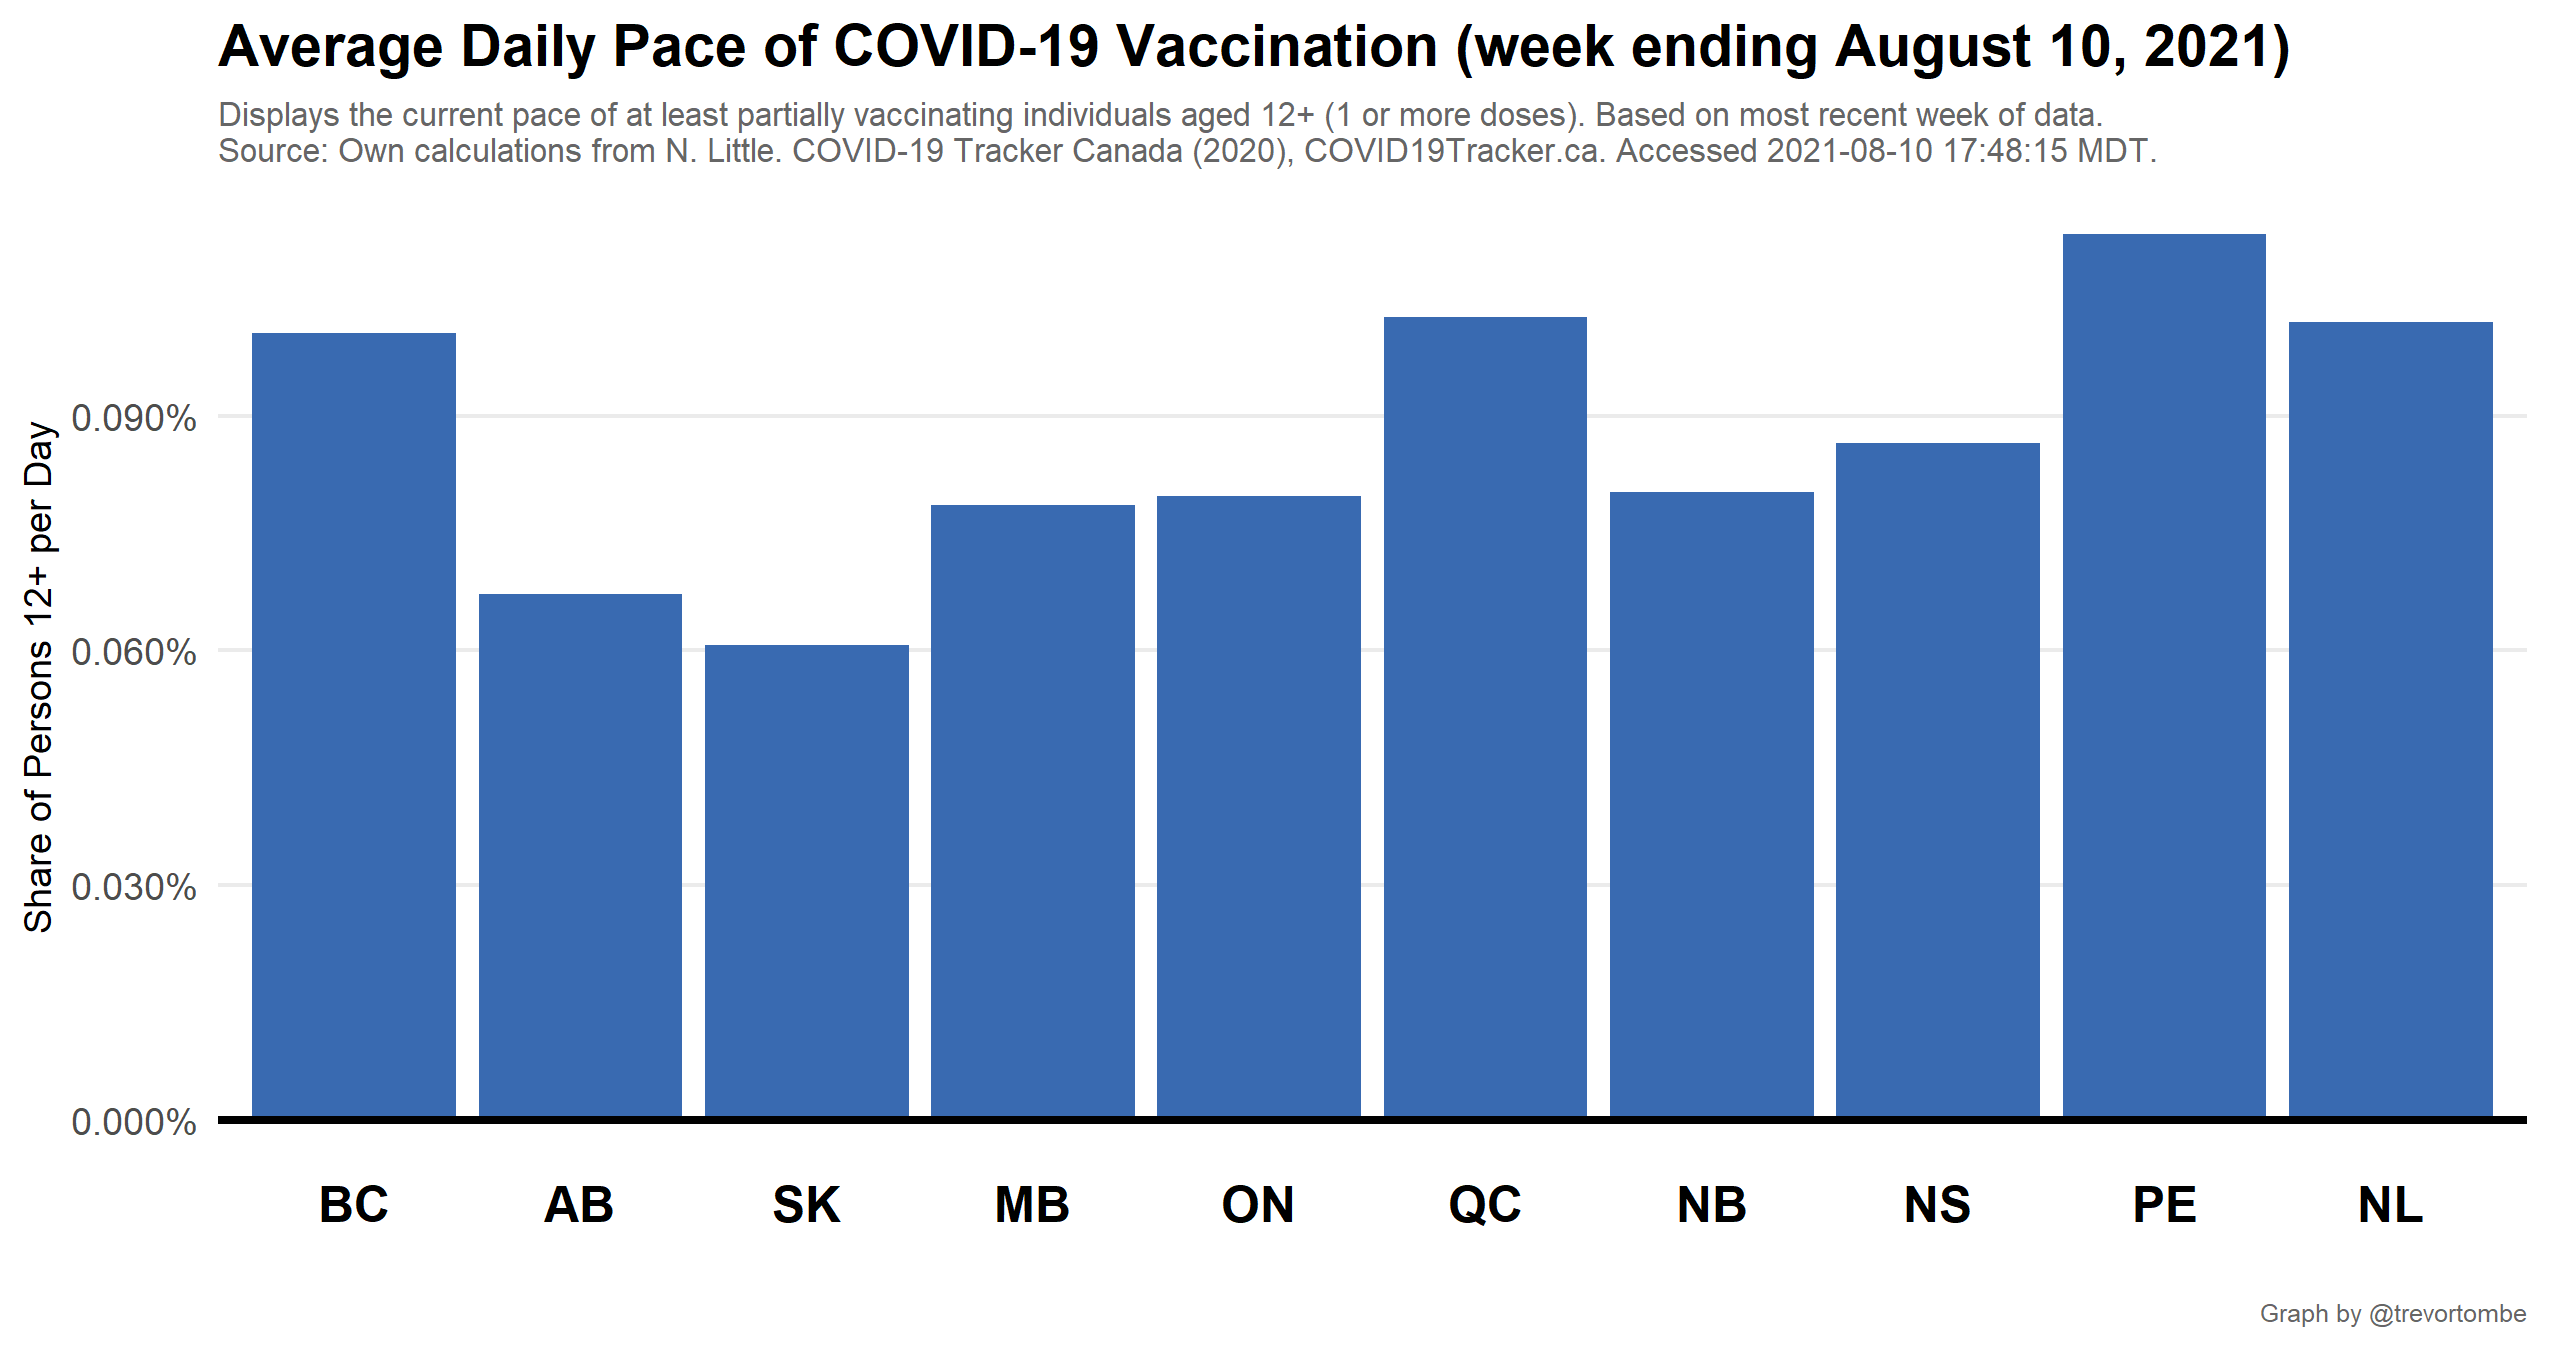 Average Daily Pace of COVID-19 Vaccination (week ending August 10, 2021)
Displays the current pace of at least partially vaccinating individuals aged 12+ (1 or more doses). Based on most recent week of data.
Source: Own calculations from N. Little. COVID-19 Tracker Canada (2020), COVID19Tracker.ca. Accessed 2021-08-10 17:48:15 MDT.
Share of Persons 12+ per Day
0.090%
0.060%
0.030%
0.000%
BC AB SK MB ON QC NB NS PE NL
Graph by @trevortombe